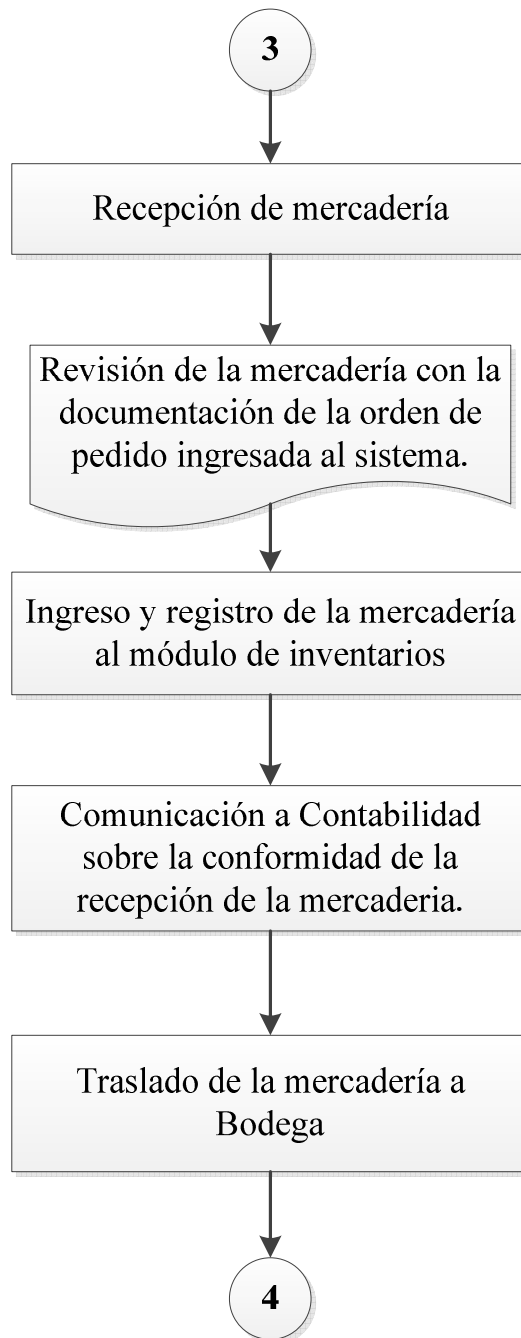 3
Recepción de mercadería
Revisión de la mercadería con la
documentación de la orden de
pedido ingresada al sistema.
Ingreso y registro de la mercadería
al módulo de inventarios
Comunicación a Contabilidad
sobre la conformidad de la
recepción de la mercaderia.
Traslado de la mercadería a
Bodega
4